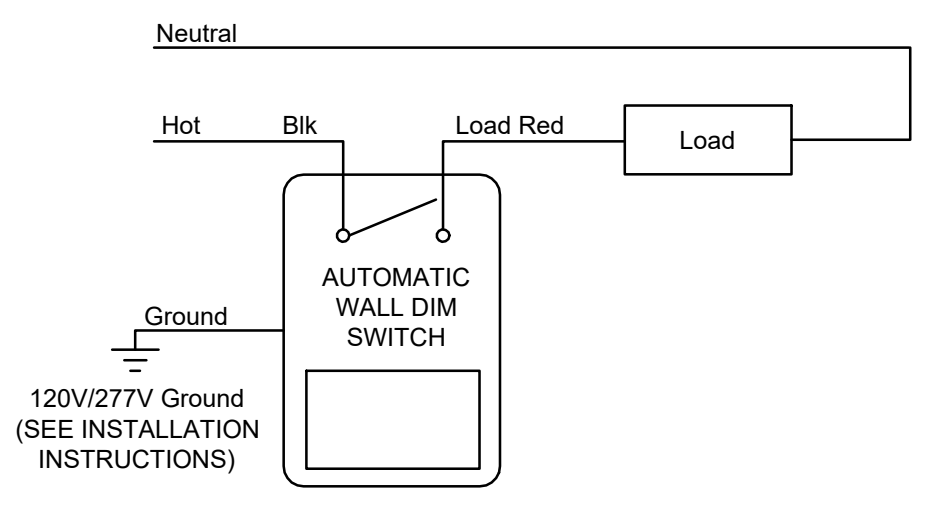 Neutral
Hot Blk Load Red
Load
AUTOMATIC
WALL DIM
SWITCH
Ground
120V/277V Ground
(SEE INSTALLATION
INSTRUCTIONS)